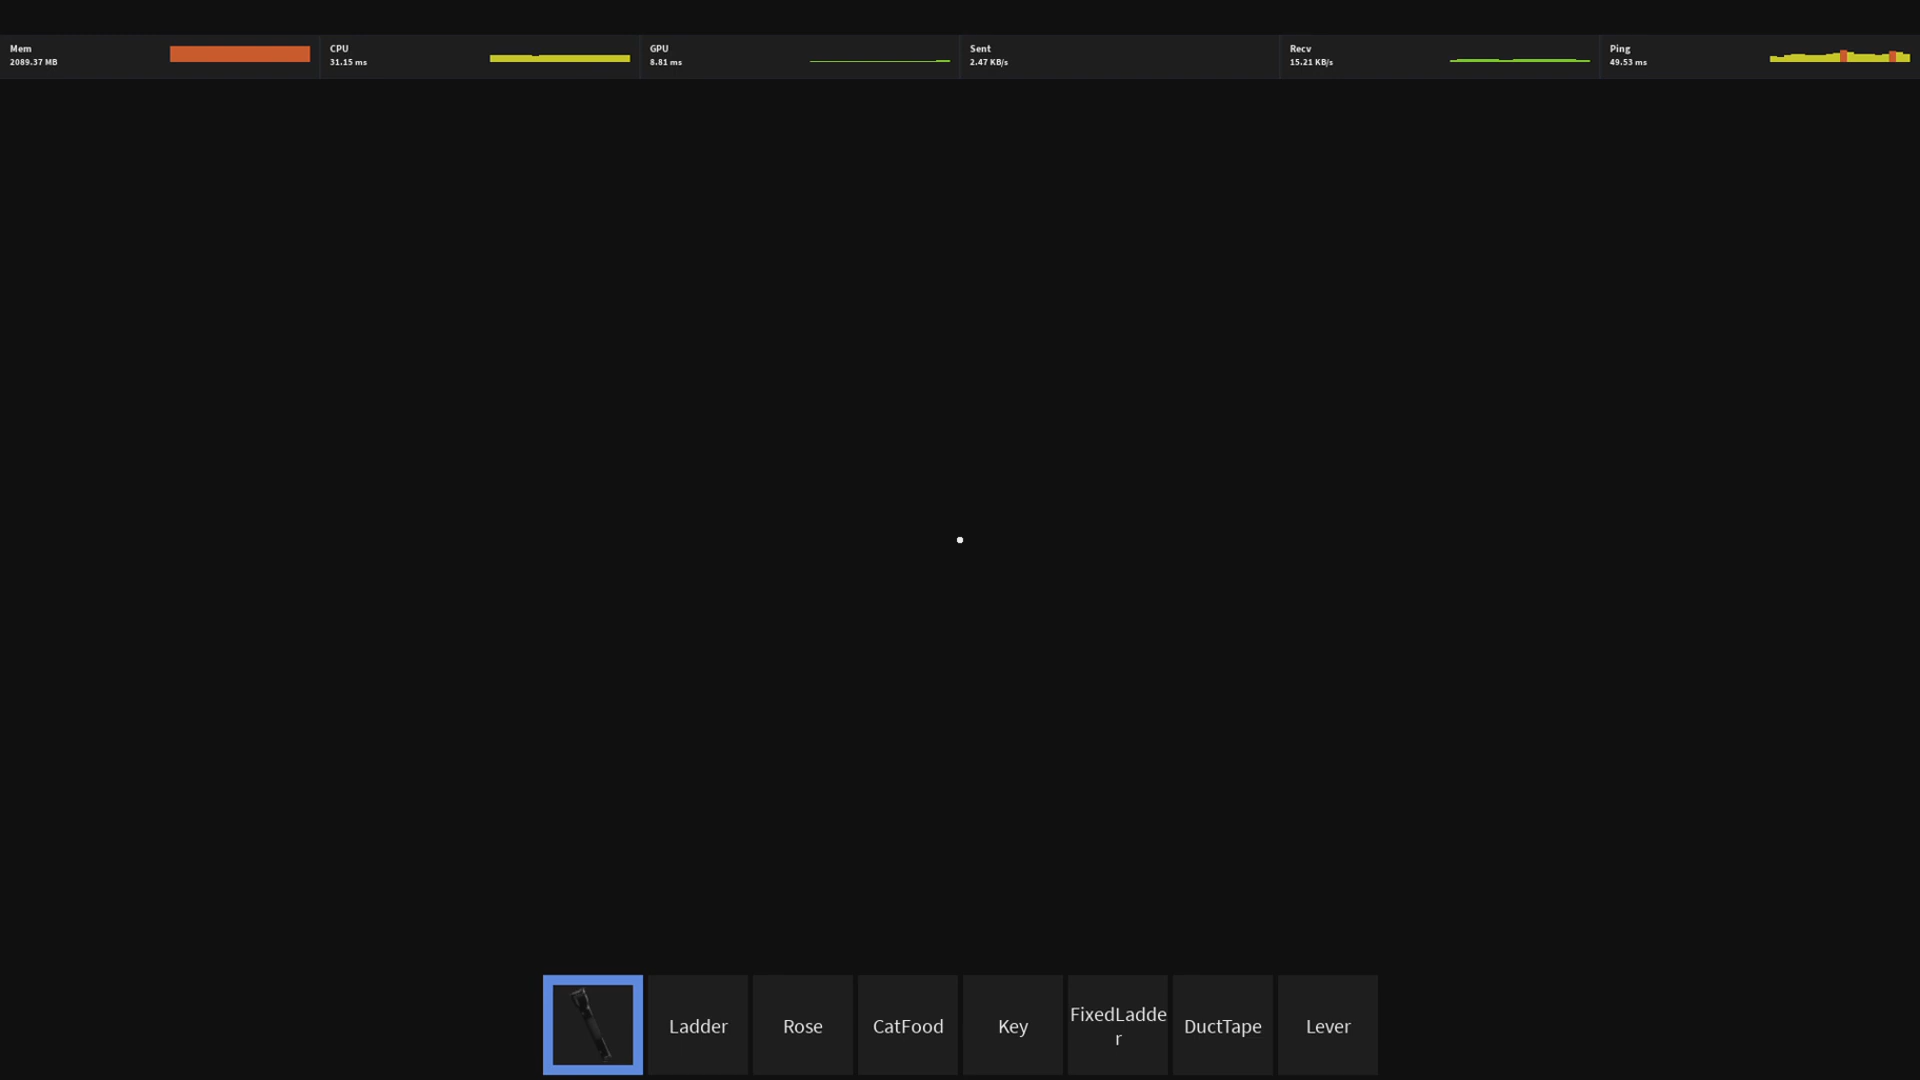 Mem
2089.37 MB
CPU
31.15 ms
GPU
8.81 ms
Sent
2.47 KB/s
Recv
15.21 KB/s
Ping
49.53 ms
Ladder
Rose
CatFood
Key
FixedLadde
r
DuctTape
Lever